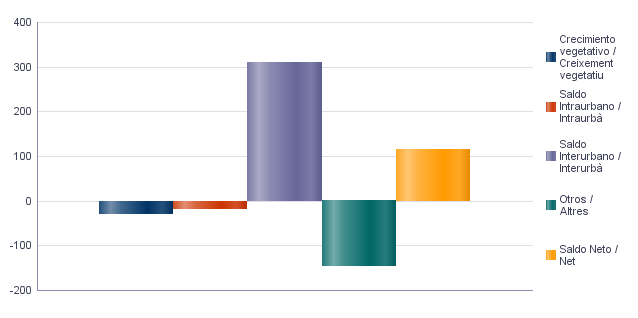 400
300
200
100
0
-100
-200
Crecimiento
vegetativo /
Creixement
vegetatiu
Saldo
Intraurbano /
Intraurbà
Saldo
Interurbano /
Interurbà
Otros /
Altres
Saldo Neto /
Net